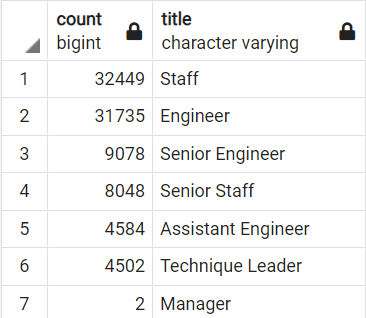 count title
bigint character varying
1 32449 Staff
2 31735 Engineer
3 9078 Senior Engineer
4 8048 Senior Staff
5 4584 Assistant Engineer
6 4502 Technique Leader
7 2 Manager